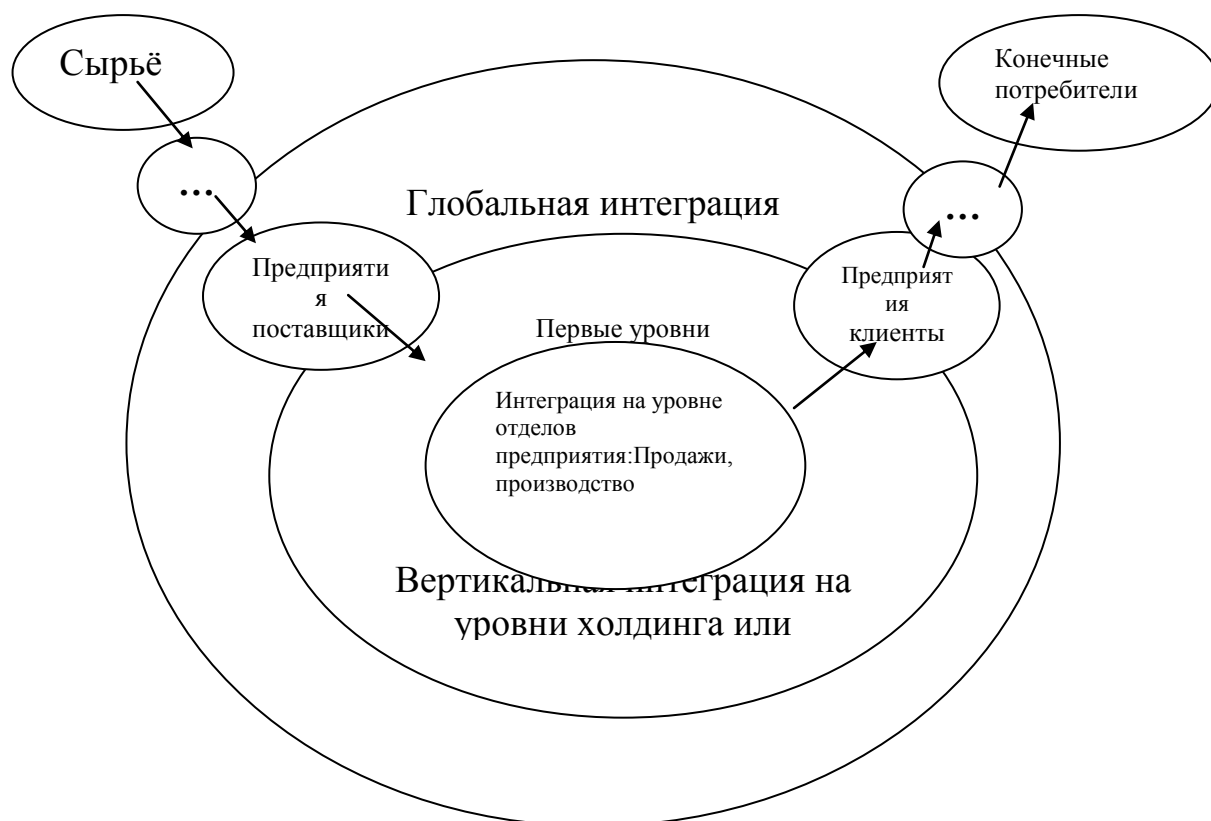 Сырьё
Конечные
потребители
...
...
Глобальная интеграция
Предприяти
я
поставщики
Предприят
ия
клиенты
Первые уровни
Интеграция на уровне
отделов
предприятия:Продажи,
производство
Вертикальная интеграция на
уровни холдинга или